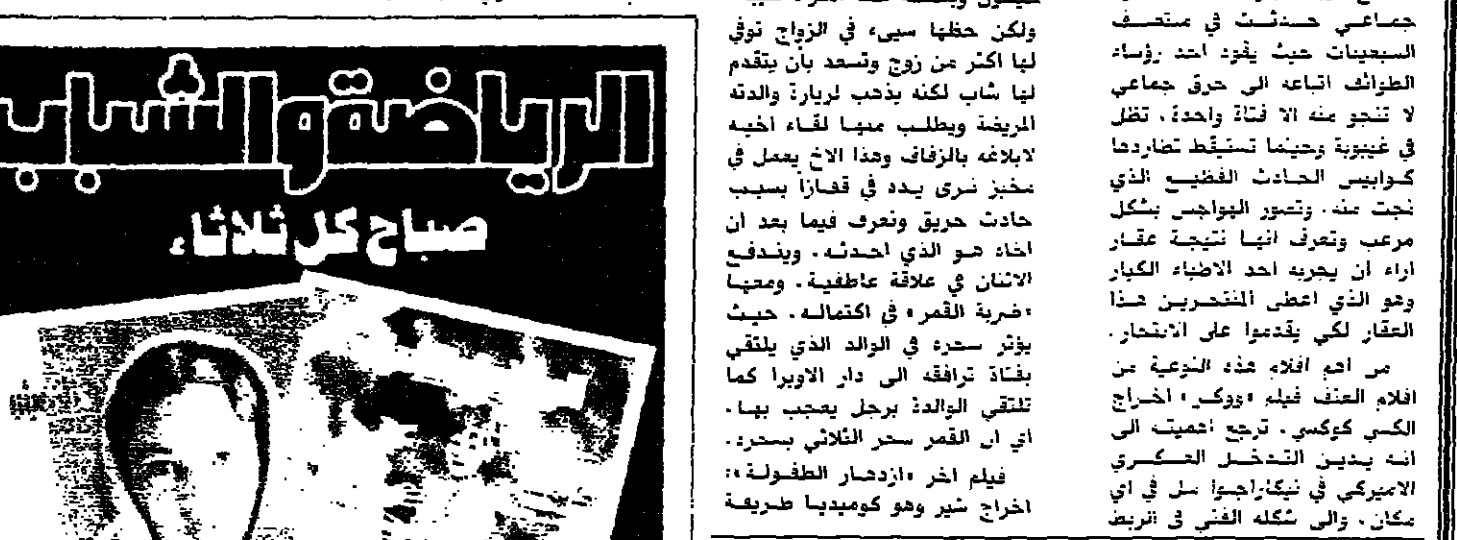 جماعي حدثت في منتصف
السبعينات حيث يقود احد رؤساء
الطوائف اتباعه الى حرق جماعي
لا تنجو منه الا فتاة واحدة، تظل
في غيبوبة وحينما تستيقظ تطاردها
كوابيس الحادث الفظيع الذي
نجت منه. وتصور الهواجس بشكل
مرعب وتعرف انها نتيجة عقار
اراء ان يجربه احد الاطباء الكبار
وهو الذي اعطى المنتحرين هذا
العقار لكي يقدموا على الانتحار.
من اهم افلام هذه النوعية من
افلام العنف فيلم «ووكر» اخراج
الكسي كوكسي. ترجع اهميته الى
انه يدين التدخل العسكري
الاميركي في نيكاراجوا بل في اي
مكان. والى شكله الفني في الربط
ولكن حظها سيىء في الزواج توفي
لها اكثر من زوج وتسعد بأن يتقدم
لها شاب لكنه يذهب لزيارة والدته
المريضة ويطلب منها لقاء اخيه
لابلاغه بالزفاف وهذا الاخ يعمل في
مخبز نرى يده في قفازاً بسبب
حادث حريق ونعرف فيما بعد ان
اخاه هو الذي احدثه. ويندفع
الاثنان في علاقة عاطفية. ومعها
«ضربة القمر» في اكتماله. حيث
يؤثر سحره في الوالد الذي يلتقي
بفتاة ترافقه الى دار الاوبرا كما
تلتقي الوالدة برجل يعجب بها.
اي ان القمر سحر الثلاثي بسحره.
فيلم اخر «ازدهار الطفولة»:
اخراج شير وهو كوميديا طريفة
الرياضة والشباب
صباح كل ثلاثاء